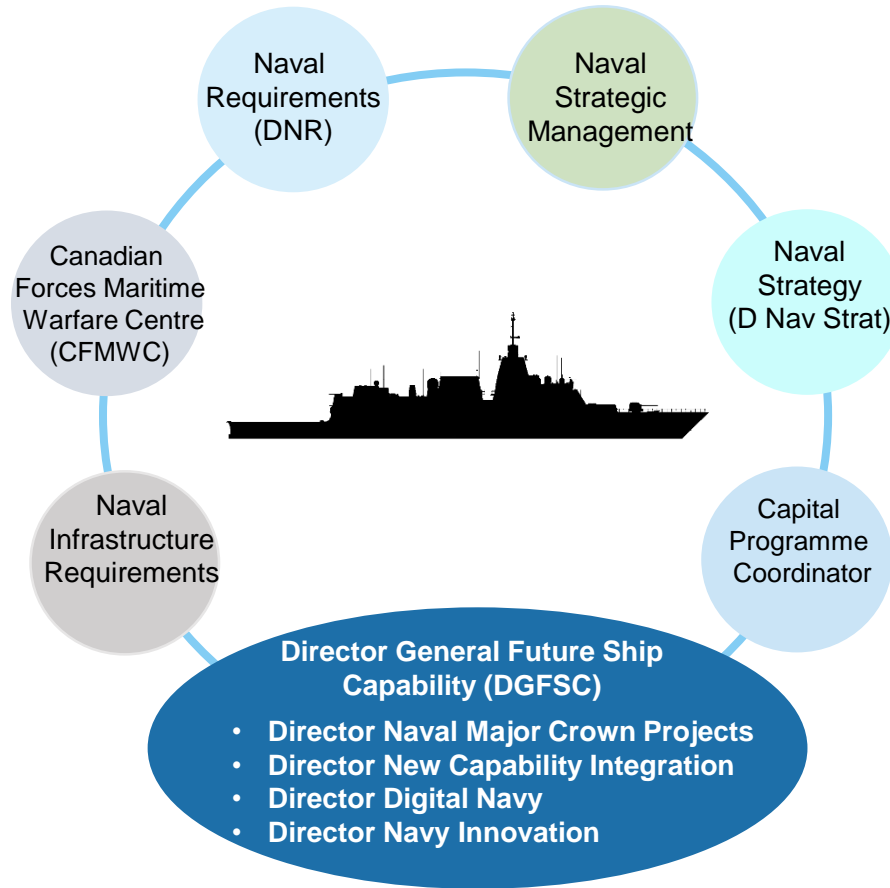 Naval
Requirements
(DNR)
Naval
Strategic
Management
Canadian
Forces Maritime
Warfare Centre
(CFMWC)
Naval
Strategy
(D Nav Strat)
Naval
Infrastructure
Requirements
Capital
Programme
Coordinator
Director General Future Ship
Capability (DGFSC)
• Director Naval Major Crown Projects
• Director New Capability Integration
• Director Digital Navy
• Director Navy Innovation